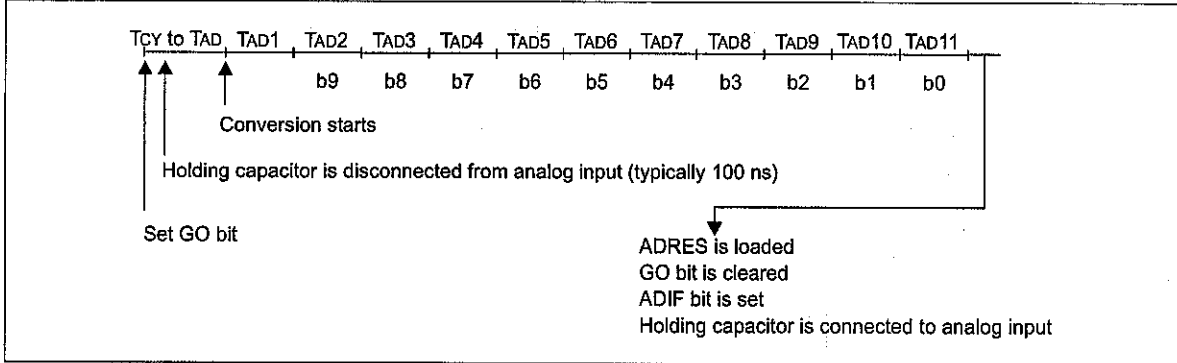 TCY to TAD TAD1 TAD2 TAD3 TAD4 TAD5 TAD6 TAD7 TAD8 TAD9 TAD10 TAD11
b9 b8 b7 b6 b5 b4 b3 b2 b1 b0
Conversion starts
Holding capacitor is disconnected from analog input (typically 100 ns)
Set GO bit
ADRES is loaded
GO bit is cleared
ADIF bit is set
Holding capacitor is connected to analog input